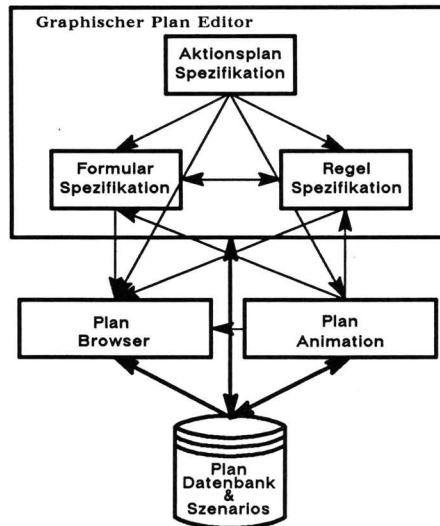 Graphischer Plan Editor
Aktionsplan
Spezifikation
Formular
Spezifikation
Regel
Spezifikation
Plan
Browser
Plan
Animation
Plan
Datenbank
&
Szenarios